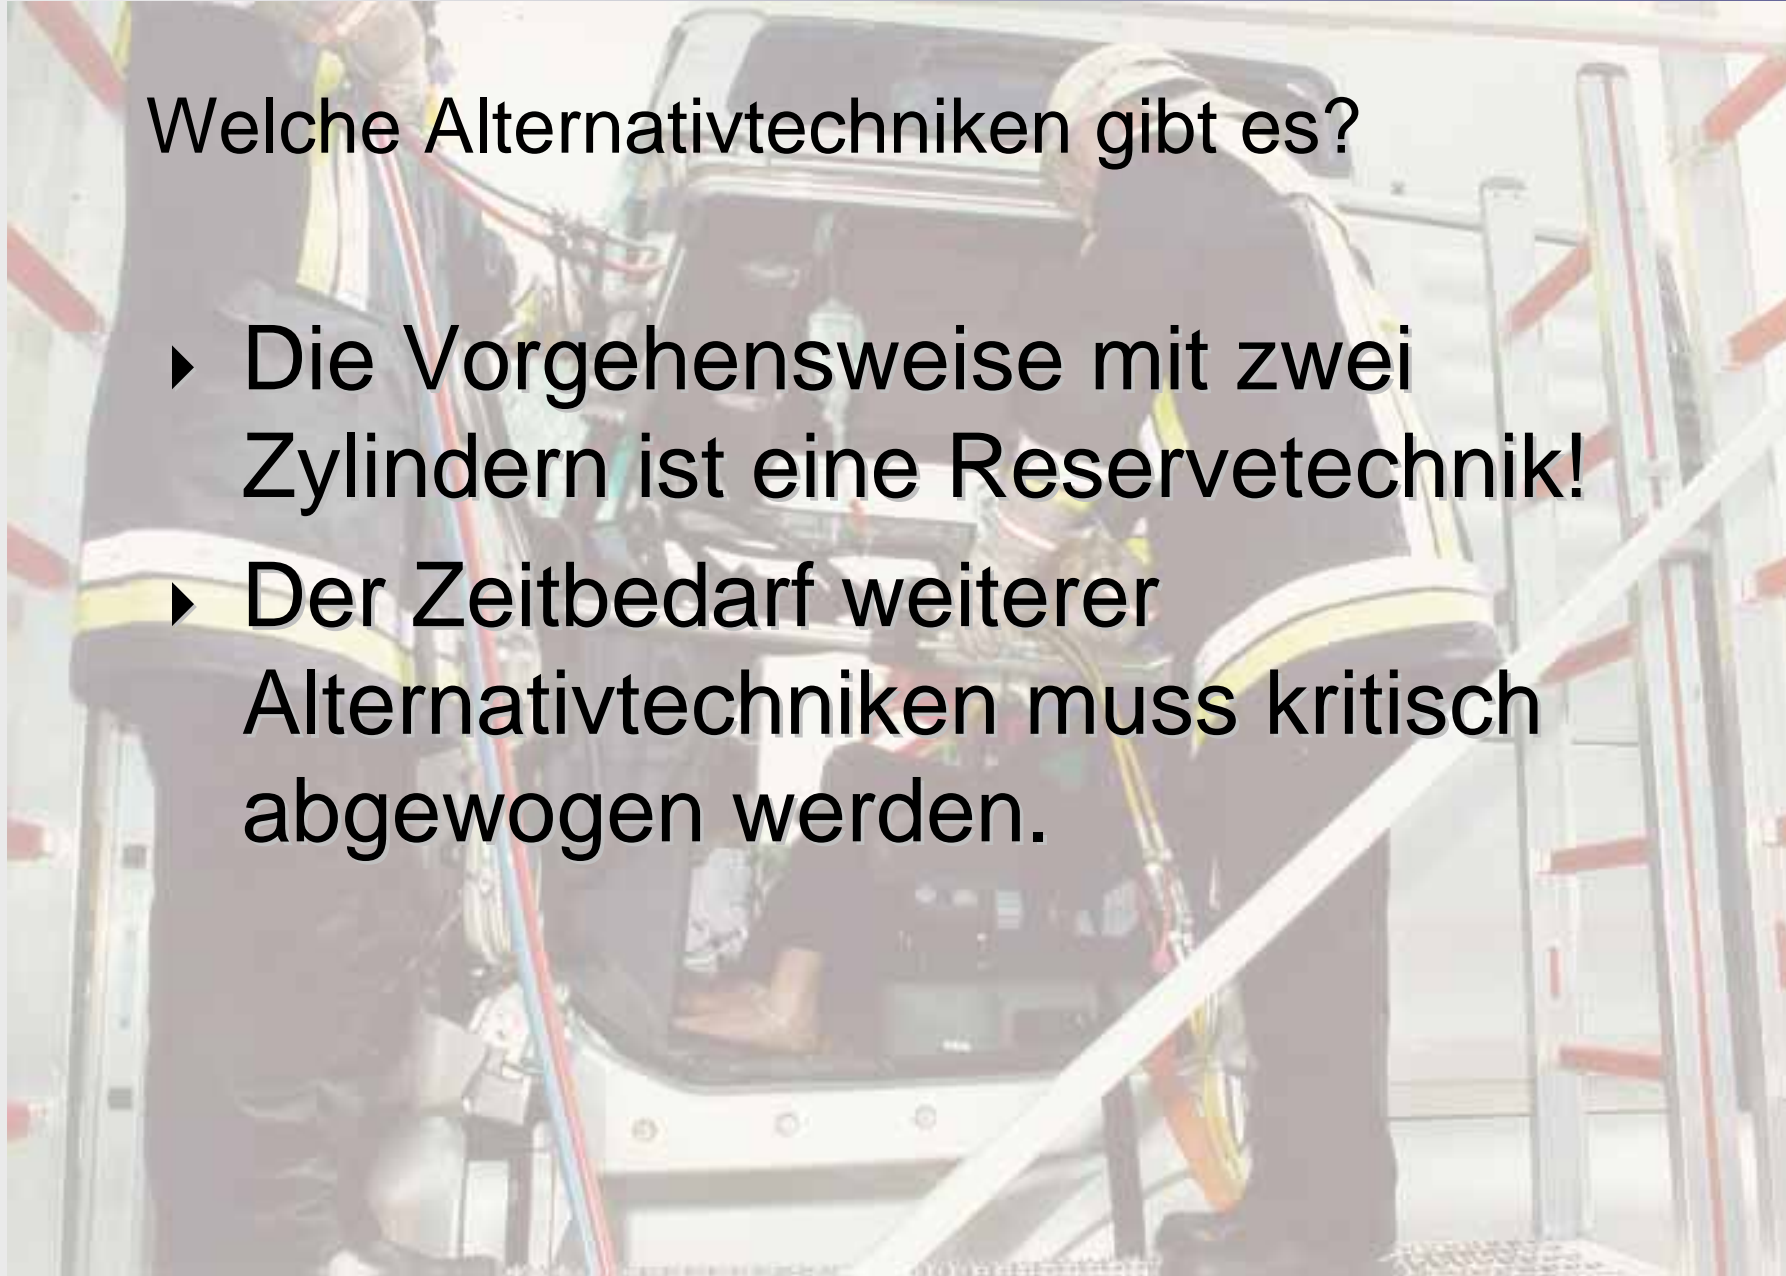 Welche Alternativtechniken gibt es?
Die Vorgehensweise mit zwei
Zylindern ist eine Reservetechnik!
Der Zeitbedarf weiterer
Alternativtechniken muss kritisch
abgewogen werden.